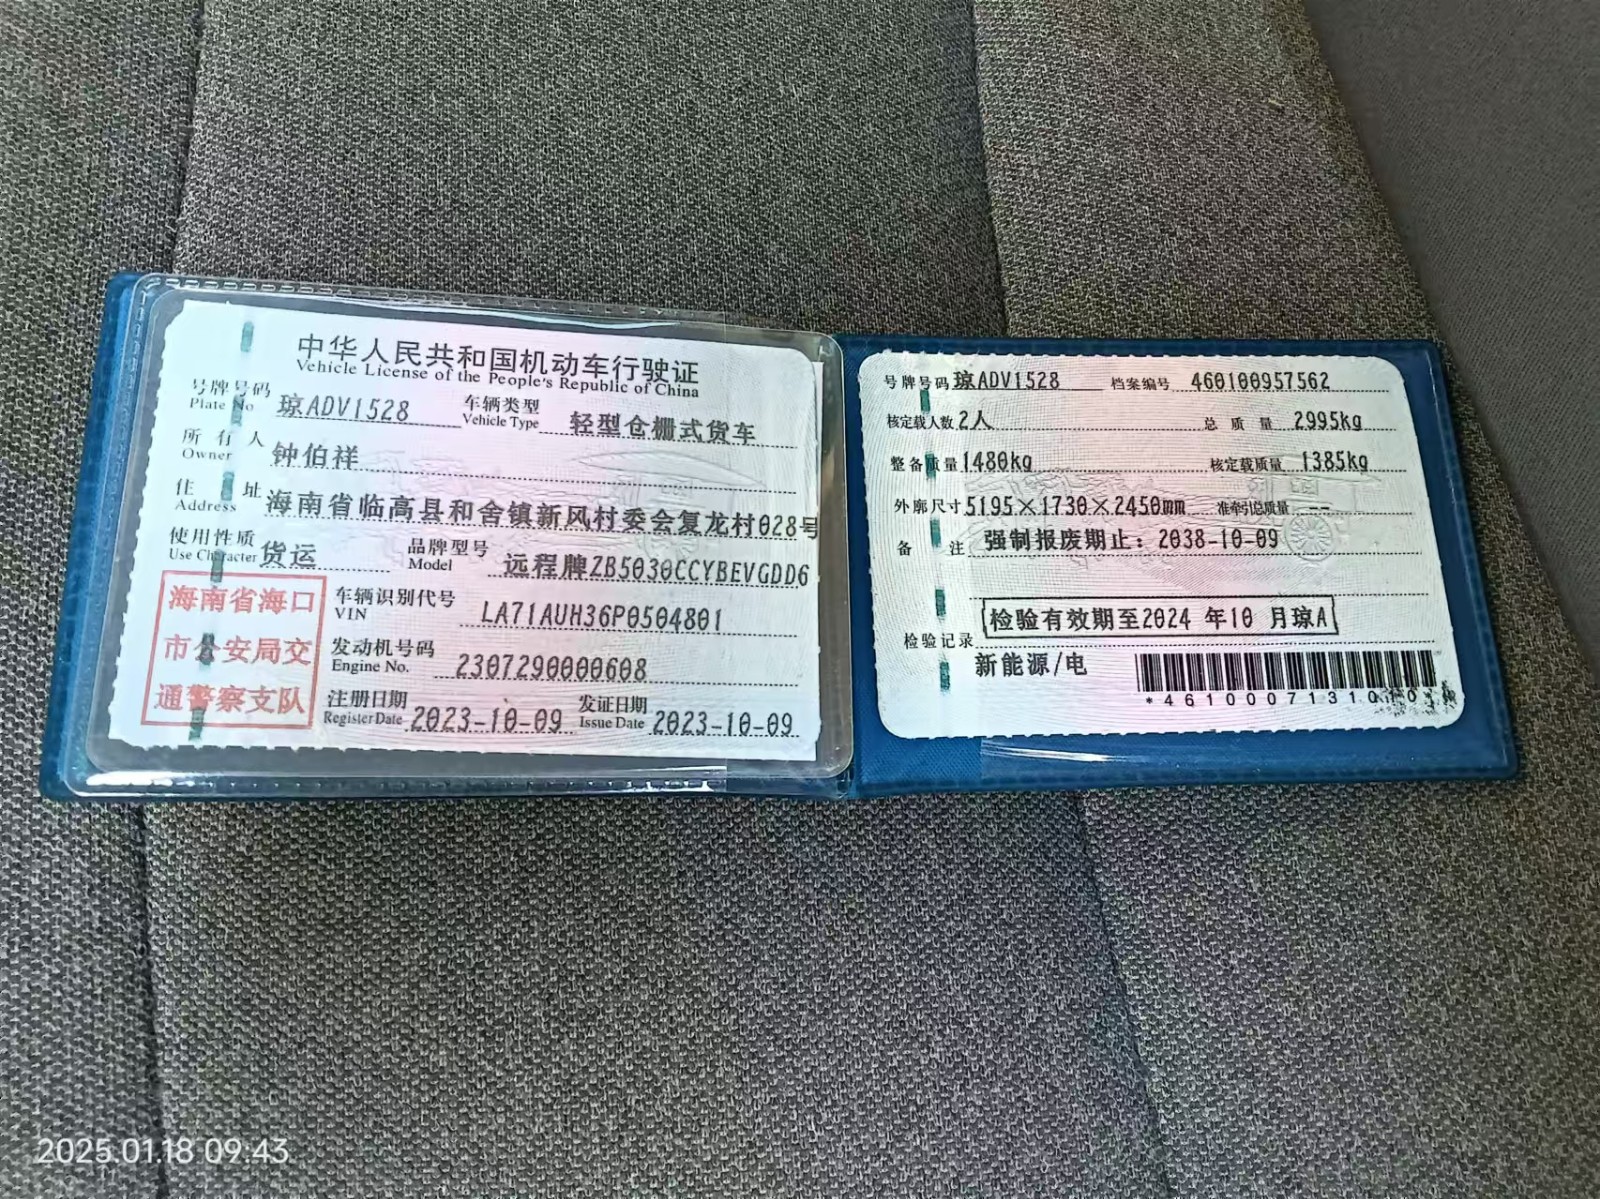 中华人民共和国机动车行驶证
Vehicle License of the People's Republic of China
号牌号码 琼ADV1528 车辆类型 轻型仓栅式货车
Plate No Vehicle Type
所有人 钟伯祥
Owner
住址 海南省临高县和舍镇新风村委会复龙村028号
Address
使用性质 货运 品牌型号 远程牌ZB5030CCYBEVGDD6
Use Character Model
海南省海口
市公安局交
通警察支队
车辆识别代号 LA71AUH36P0504801
VIN
发动机号码 2307290000608
Engine No.
注册日期 2023-10-09 发证日期 2023-10-09
Register Date Issue Date
号牌号码 琼ADV1528 档案编号 460100957562
核定载人数 2人 总质量 2995kg
整备质量 1480kg 核定载质量 1385kg
外廓尺寸 5195×1730×2450mm 准牵引总质量 --
备注 强制报废期止：2038-10-09
检验记录 检验有效期至2024 年10 月琼A
新能源/电
2025.01.18 09:43